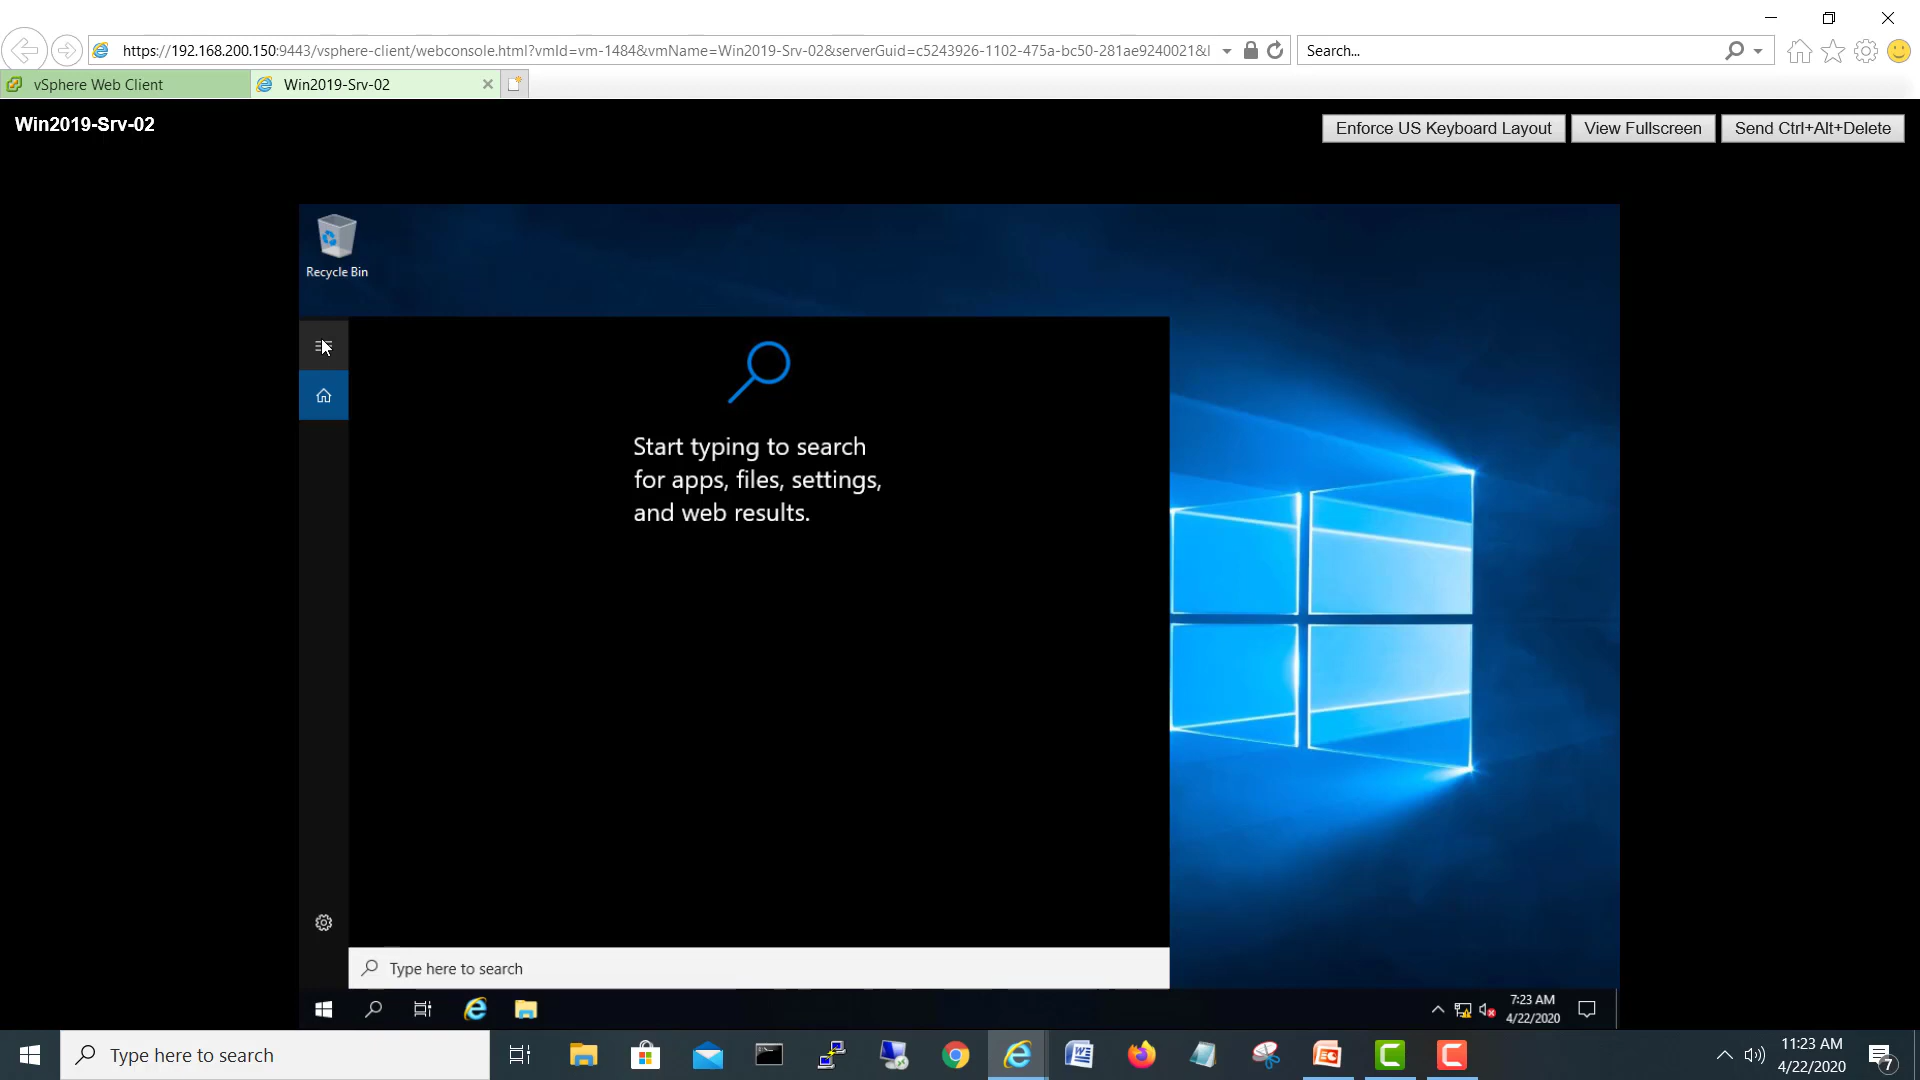 https://192.168.200.150:9443/vsphere-client/webconsole.html?vmId=vm-1484&vmName=Win2019-Srv-02&serverGuid=c5243926-1102-475a-bc50-281ae9240021&l
Search...
vSphere Web Client
Win2019-Srv-02
Win2019-Srv-02
Enforce US Keyboard Layout
View Fullscreen
Send Ctrl+Alt+Delete
Recycle Bin
Start typing to search
for apps, files, settings,
and web results.
Type here to search
7:23 AM
4/22/2020
Type here to search
11:23 AM
4/22/2020
7